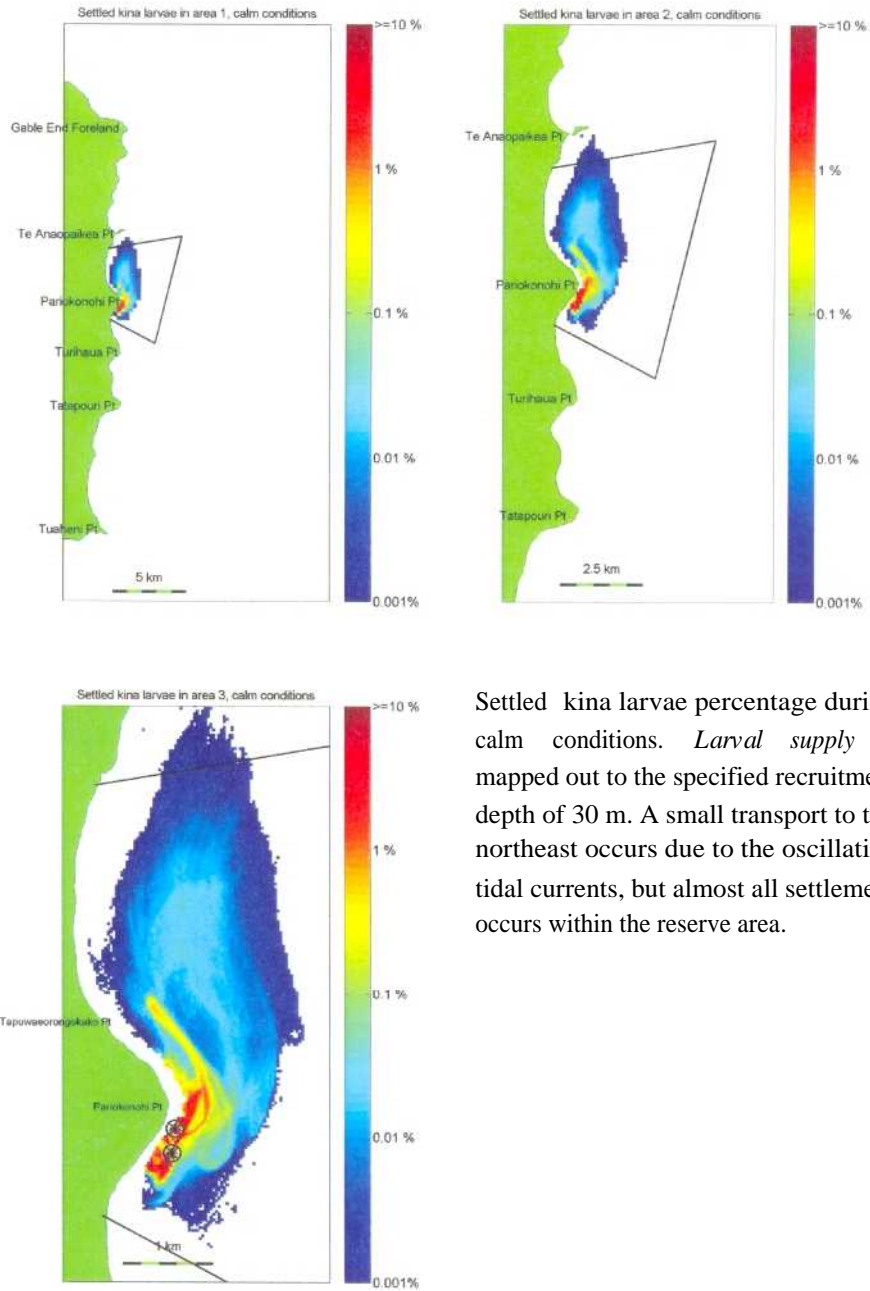 Settled kina larvae in area 1, calm conditions
>=10 %
Gable End Foreland
1 %
Te Anaopaikea Pt
Pariokonohi Pt
0.1 %
Turihaua Pt
Tatapouri Pt
0.01 %
Tuaheni Pt
5 km
0.001%
Settled kina larvae in area 2, calm conditions
>=10 %
Te Anaopaikea Pt
1 %
Pariokonohi Pt
0.1 %
Turihaua Pt
0.01 %
Tatapouri Pt
2.5 km
0.001%
Settled kina larvae in area 3, calm conditions
>=10 %
1 %
0.1 %
Tapuwaeorongokako Pt
Pariokonohi Pt
0.01 %
1 km
0.001%
Settled kina larvae percentage duri
calm conditions. Larval supply
mapped out to the specified recruitme
depth of 30 m. A small transport to t
northeast occurs due to the oscillati
tidal currents, but almost all settleme
occurs within the reserve area.